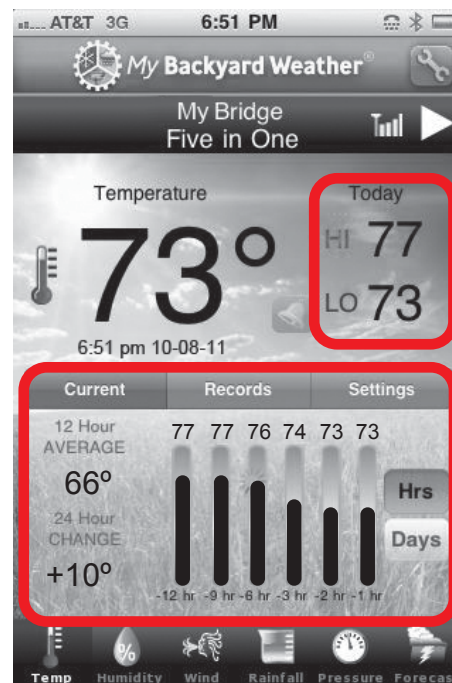 AT&T 3G 6:51 PM
My Backyard Weather®
My Bridge
Five in One
Temperature
Today
73°
HI 77
LO 73
6:51 pm 10-08-11
Current Records Settings
12 Hour
AVERAGE
66º
24 Hour
CHANGE
+10º
77 77 76 74 73 73
-12 hr -9 hr -6 hr -3 hr -2 hr -1 hr
Hrs
Days
Temp Humidity Wind Rainfall Pressure Forecas